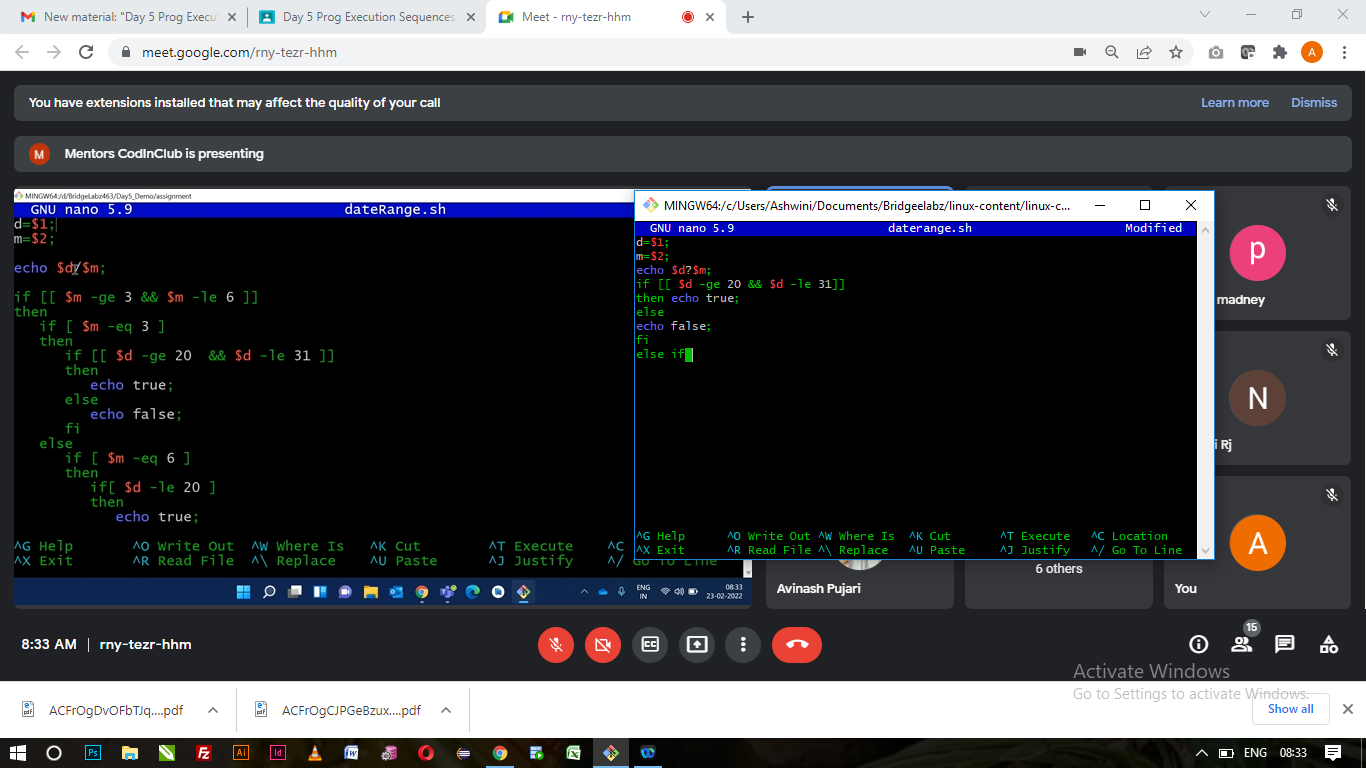 New material: "Day 5 Prog Execut
Day 5 Prog Execution Sequences
Meet - rny-tezr-hhm
meet.google.com/rny-tezr-hhm
A
You have extensions installed that may affect the quality of your call
Learn more
Dismiss
M
Mentors CodInClub is presenting
MINGW64:/d/BridgeLabz463/Day5_Demo/assignment
GNU nano 5.9 dateRange.sh
d=$1;
m=$2;
echo $d/$m;
if [[ $m -ge 3 && $m -le 6 ]]
then
if [ $m -eq 3 ]
then
if [[ $d -ge 20 && $d -le 31 ]]
then
echo true;
else
echo false;
fi
else
if [ $m -eq 6 ]
then
if[ $d -le 20 ]
then
echo true;
^G Help ^O Write Out ^W Where Is ^K Cut ^T Execute ^C
^X Exit ^R Read File ^\ Replace ^U Paste ^J Justify ^/ Go To Line
ENG
IN
08:33
23-02-2022
MINGW64:/c/Users/Ashwini/Documents/Bridgeelabz/linux-content/linux-c...
GNU nano 5.9 daterange.sh Modified
d=$1;
m=$2;
echo $d?$m;
if [[ $d -ge 20 && $d -le 31]]
then echo true;
else
echo false;
fi
else if
^G Help ^O Write Out ^W Where Is ^K Cut ^T Execute ^C Location
^X Exit ^R Read File ^\ Replace ^U Paste ^J Justify ^/ Go To Line
p
madney
N
i Rj
A
You
Avinash Pujari
6 others
8:33 AM | rny-tezr-hhm
15
Activate Windows
Go to Settings to activate Windows.
ACFrOgDvOFbTJq....pdf
ACFrOgCJPGeBzux....pdf
Show all
Ps
Fz
Ai
Id
W
ENG
08:33